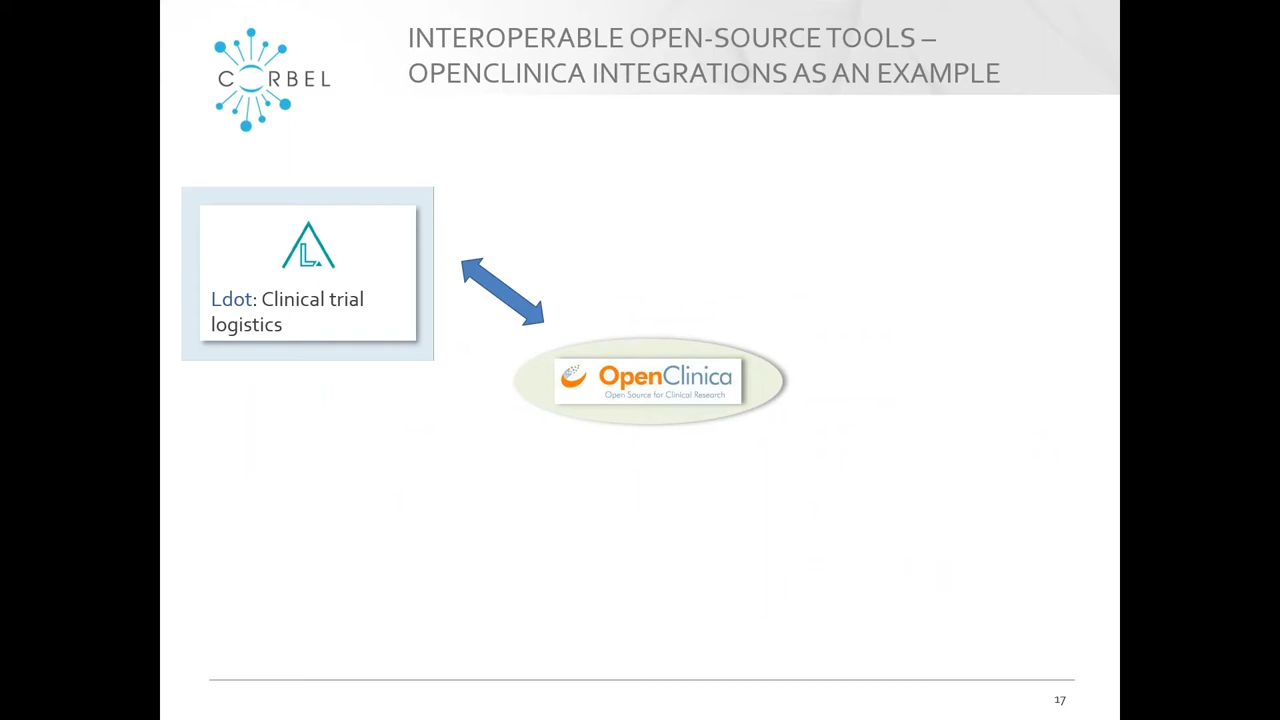 CORBEL
INTEROPERABLE OPEN-SOURCE TOOLS –
OPENCLINICA INTEGRATIONS AS AN EXAMPLE
L.
Ldot: Clinical trial
logistics
OpenClinica
Open Source for Clinical Research
17